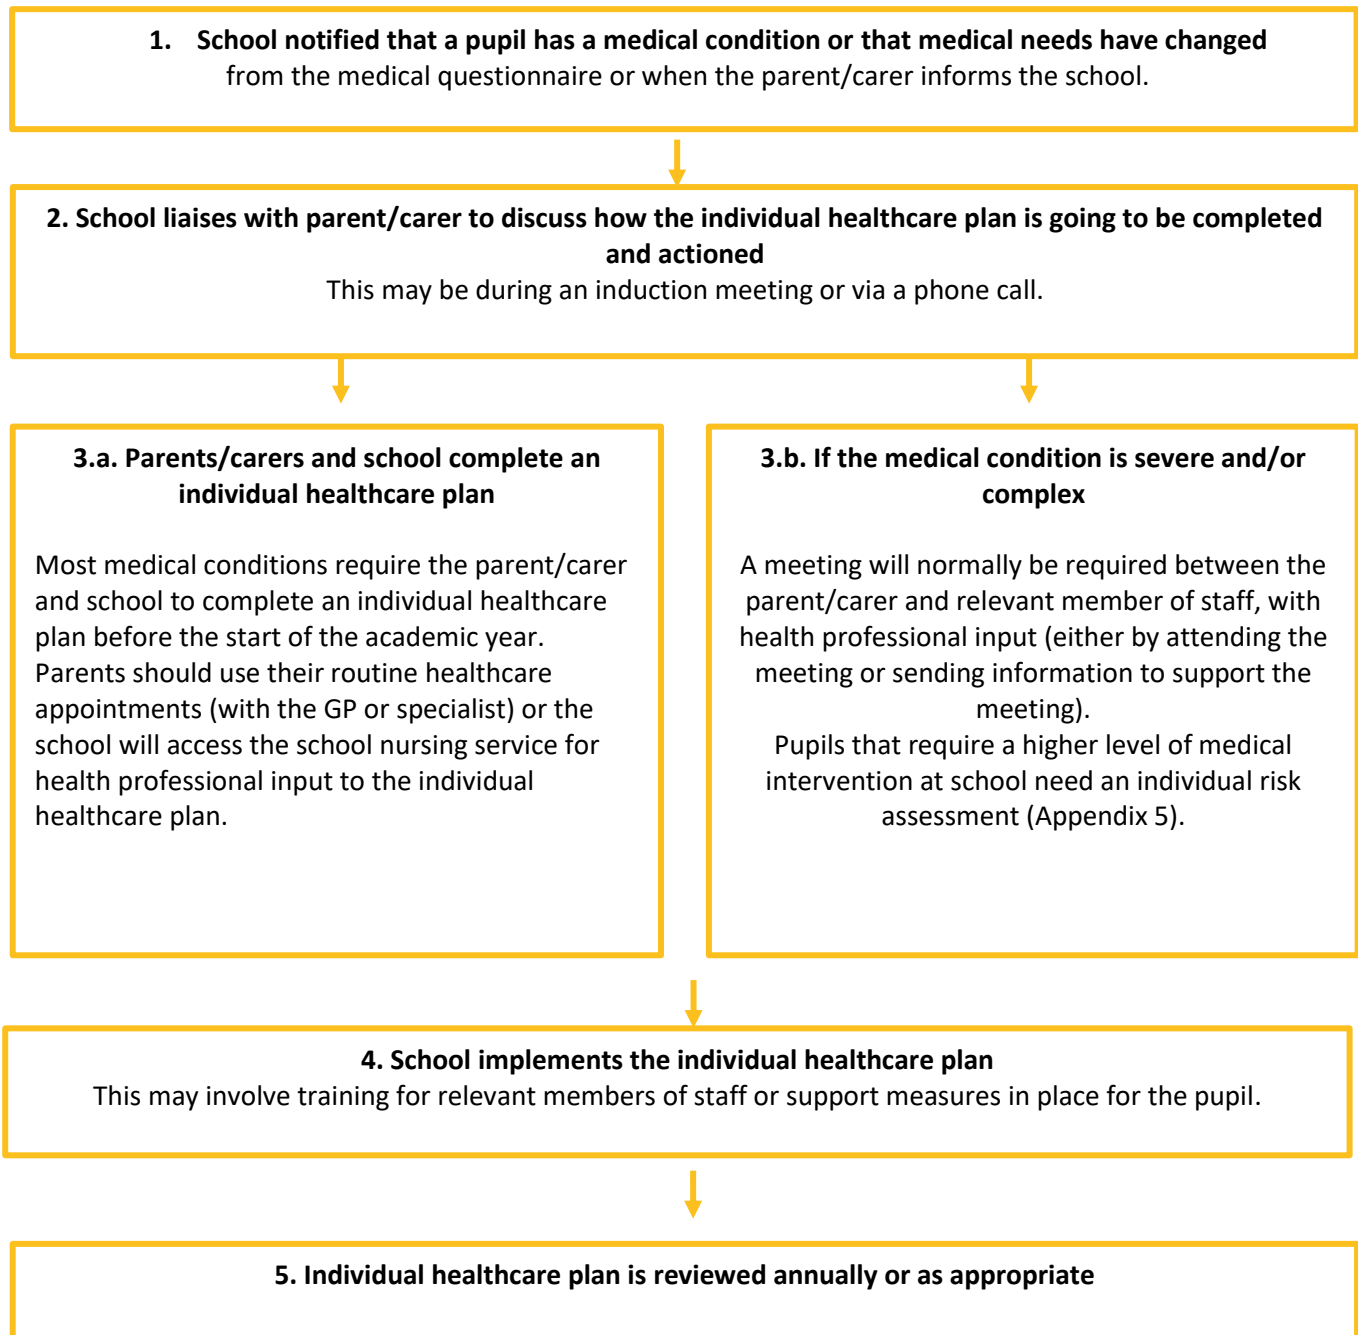 1. School notified that a pupil has a medical condition or that medical needs have changed
from the medical questionnaire or when the parent/carer informs the school.
2. School liaises with parent/carer to discuss how the individual healthcare plan is going to be completed
and actioned
This may be during an induction meeting or via a phone call.
3.a. Parents/carers and school complete an
individual healthcare plan
Most medical conditions require the parent/carer
and school to complete an individual healthcare
plan before the start of the academic year.
Parents should use their routine healthcare
appointments (with the GP or specialist) or the
school will access the school nursing service for
health professional input to the individual
healthcare plan.
3.b. If the medical condition is severe and/or
complex
A meeting will normally be required between the
parent/carer and relevant member of staff, with
health professional input (either by attending the
meeting or sending information to support the
meeting).
Pupils that require a higher level of medical
intervention at school need an individual risk
assessment (Appendix 5).
4. School implements the individual healthcare plan
This may involve training for relevant members of staff or support measures in place for the pupil.
5. Individual healthcare plan is reviewed annually or as appropriate